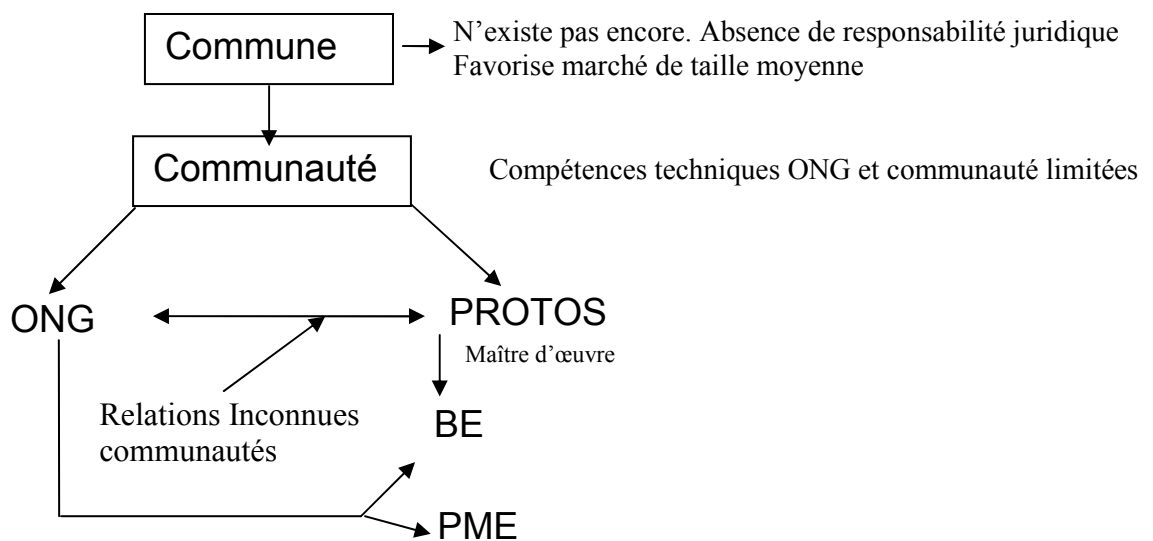 Commune
N’existe pas encore. Absence de responsabilité juridique
Favorise marché de taille moyenne
Communauté
Compétences techniques ONG et communauté limitées
ONG
PROTOS
Maître d’œuvre
Relations Inconnues
communautés
BE
PME